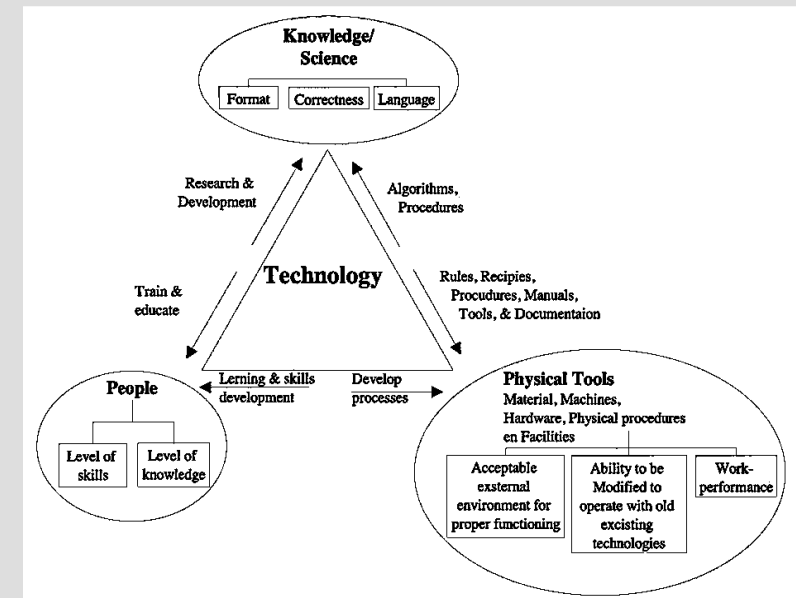 Knowledge/
Science
Format
Correctness
Language
Research &
Development
Algorithms,
Procedures
Technology
Train &
educate
Rules, Recipies,
Procudures, Manuals,
Tools, & Documentaion
People
Lerning & skills
development
Develop
processes
Level of
skills
Level of
knowledge
Physical Tools
Material, Machines,
Hardware, Physical procedures
en Facilities
Acceptable
exsternal
environment for
proper functioning
Ability to be
Modified to
operate with old
excisting
technologies
Work-
performance